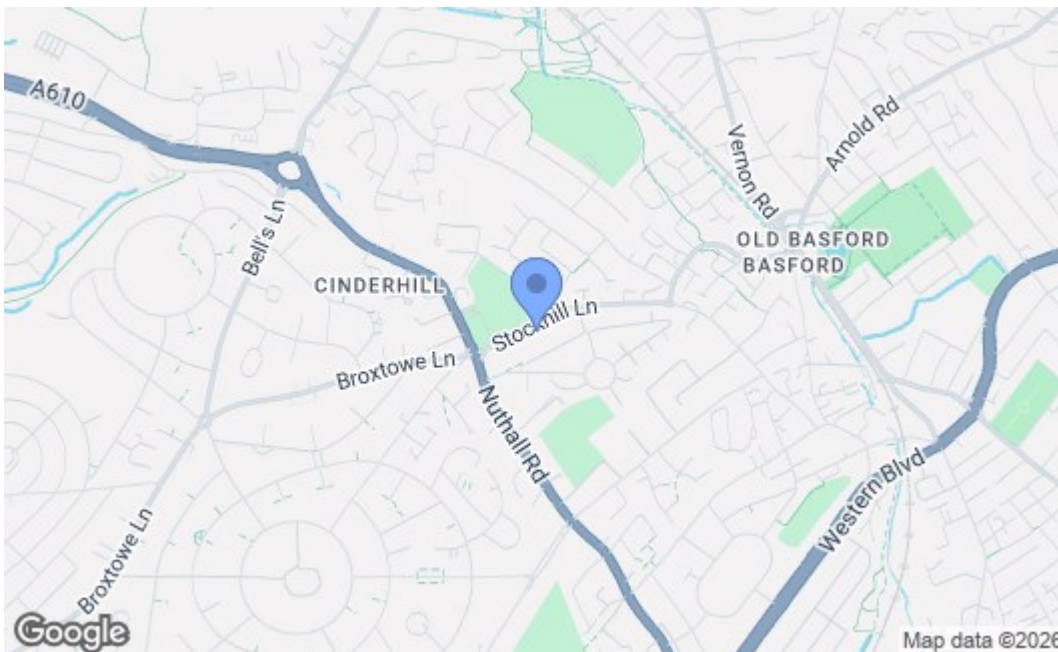 A610
Bell's Ln
CINDERHILL
Vernon Rd
Arnold Rd
OLD BASFORD
BASFORD
Stockhill Ln
Broxtowe Ln
Nuthall Rd
Western Blvd
Broxtowe Ln
Google
Map data ©2026